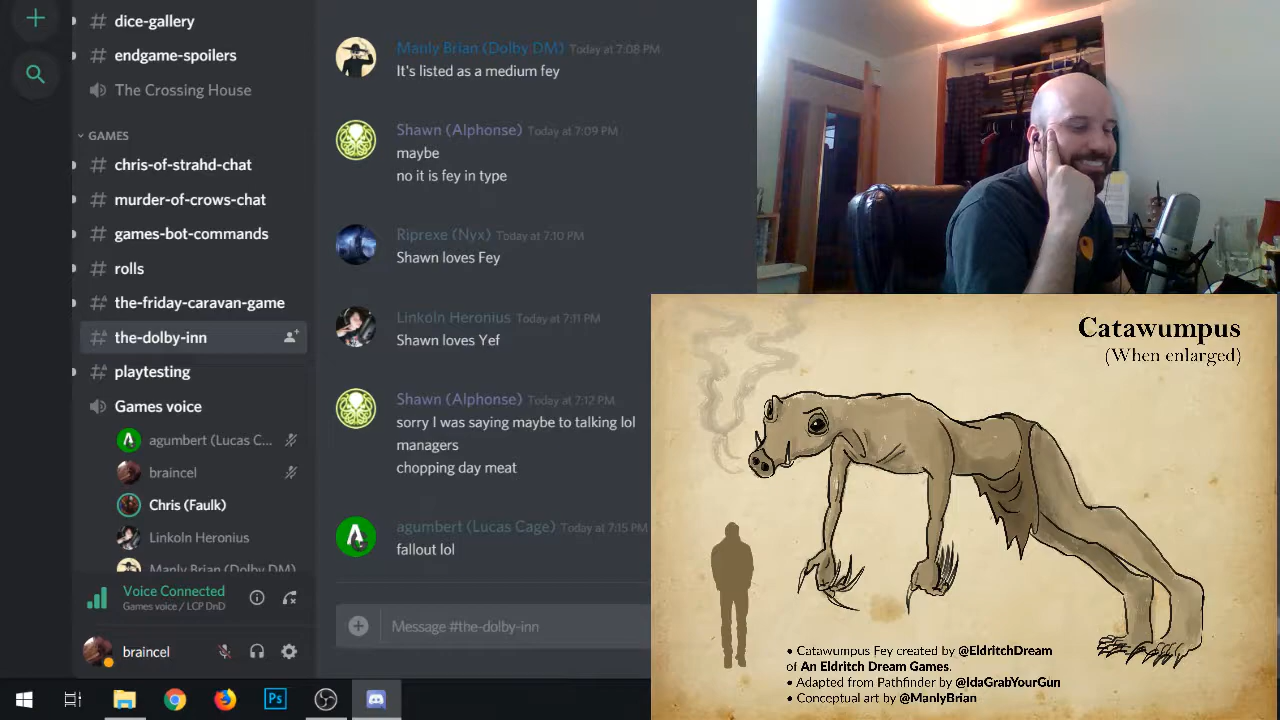 dice-gallery
endgame-spoilers
The Crossing House
GAMES
chris-of-strahd-chat
murder-of-crows-chat
games-bot-commands
rolls
the-friday-caravan-game
the-dolby-inn
playtesting
Games voice
agumbert (Lucas C...
braincel
Chris (Faulk)
Linkoln Heronius
Manly Brian (Dolby DM)
Voice Connected
Games voice / LCP DnD
braincel
Manly Brian (Dolby DM) Today at 7:08 PM
It's listed as a medium fey
Shawn (Alphonse) Today at 7:09 PM
maybe
no it is fey in type
Riprexe (Nyx) Today at 7:10 PM
Shawn loves Fey
Linkoln Heronius Today at 7:11 PM
Shawn loves Yef
Shawn (Alphonse) Today at 7:12 PM
sorry I was saying maybe to talking lol
managers
chopping day meat
agumbert (Lucas Cage) Today at 7:15 PM
fallout lol
Message #the-dolby-inn
Catawumpus
(When enlarged)
• Catawumpus Fey created by @EldritchDream
of An Eldritch Dream Games.
• Adapted from Pathfinder by @IdaGrabYourGun
• Conceptual art by @ManlyBrian
Ps